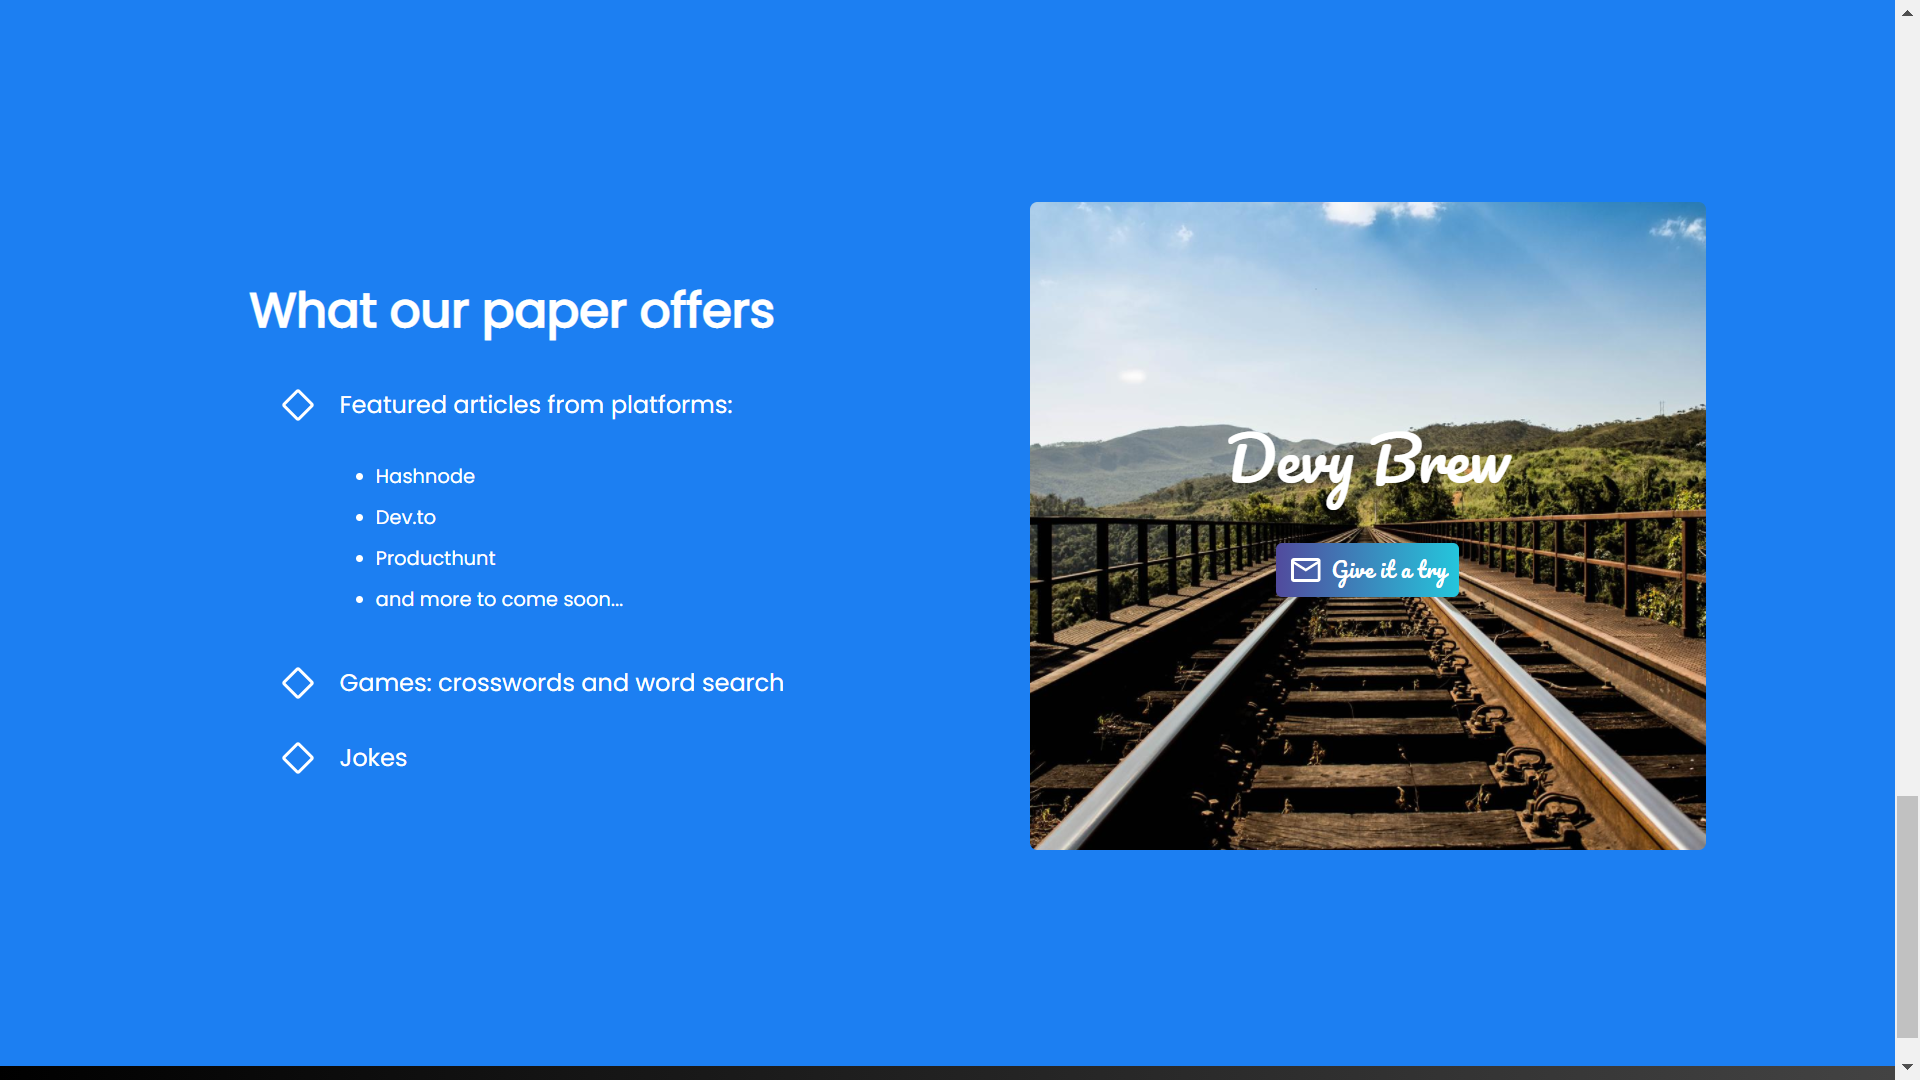 What our paper offers
Featured articles from platforms:
Hashnode
Dev.to
Producthunt
and more to come soon...
Games: crosswords and word search
Jokes
Devy Brew
Give it a try